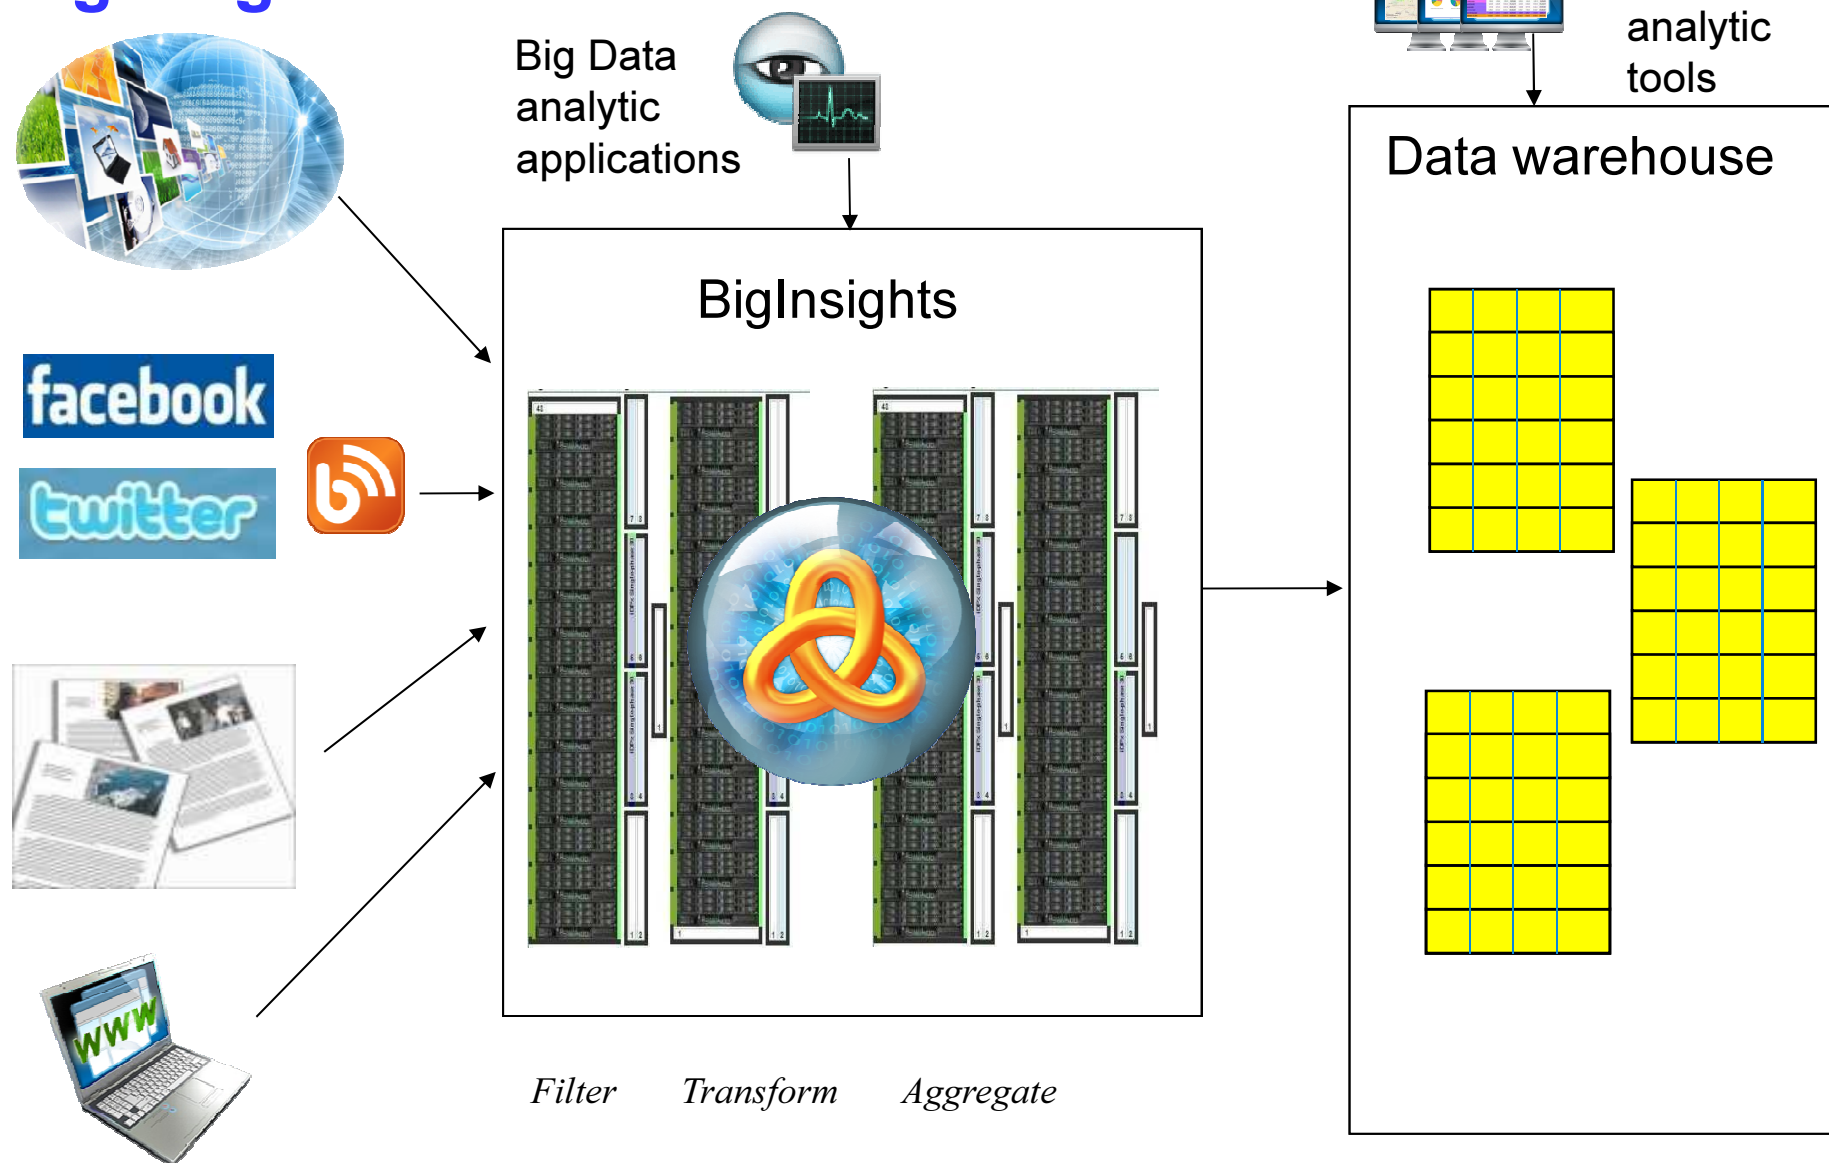 Big Data
analytic
applications
analytic
tools
Data warehouse
BigInsights
facebook
twitter
b
www
Filter Transform Aggregate